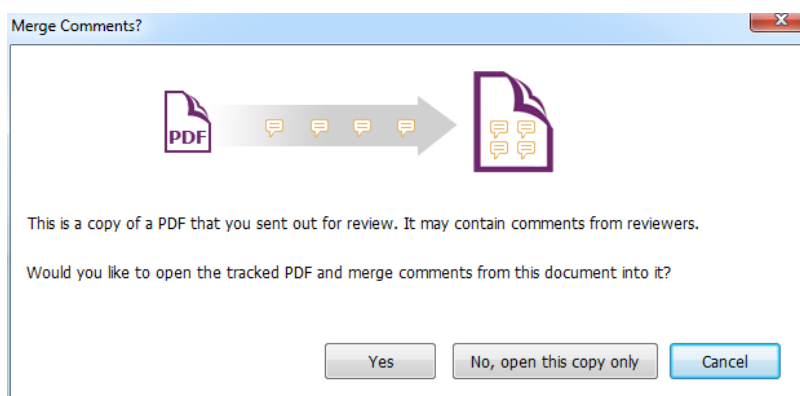 Merge Comments?
PDF
This is a copy of a PDF that you sent out for review. It may contain comments from reviewers.
Would you like to open the tracked PDF and merge comments from this document into it?
Yes
No, open this copy only
Cancel